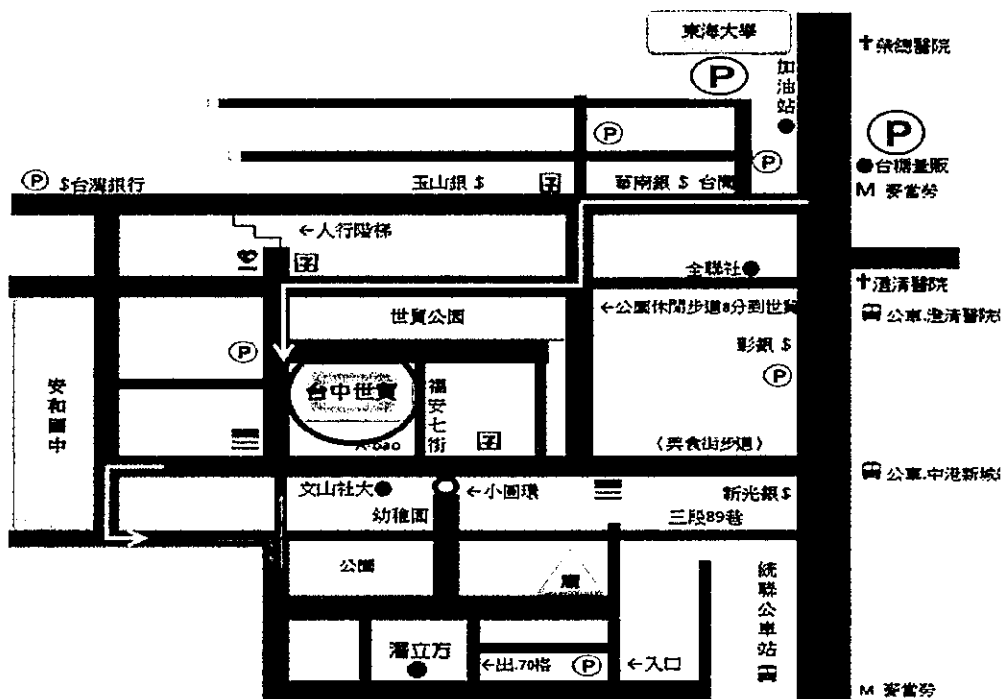 東海大學
榮總醫院
P
加油站
P
P
P
台糖量販
P
$台灣銀行
玉山銀 $
華南銀 $
M 麥當勞
←人行階梯
全聯社
澄清醫院
世貿公園
←公園休閒步道8分到世貿
公車.澄清醫院
P
彰銀 $
P
台中世貿
福安七街
安和國中
《美食街步道》
文山社大
←小圓環
新光銀$
公車.中港新城
幼稚園
三段89巷
公園
廟
統聯公車站
潛立方
←出.70格
P
←入口
M 麥當勞